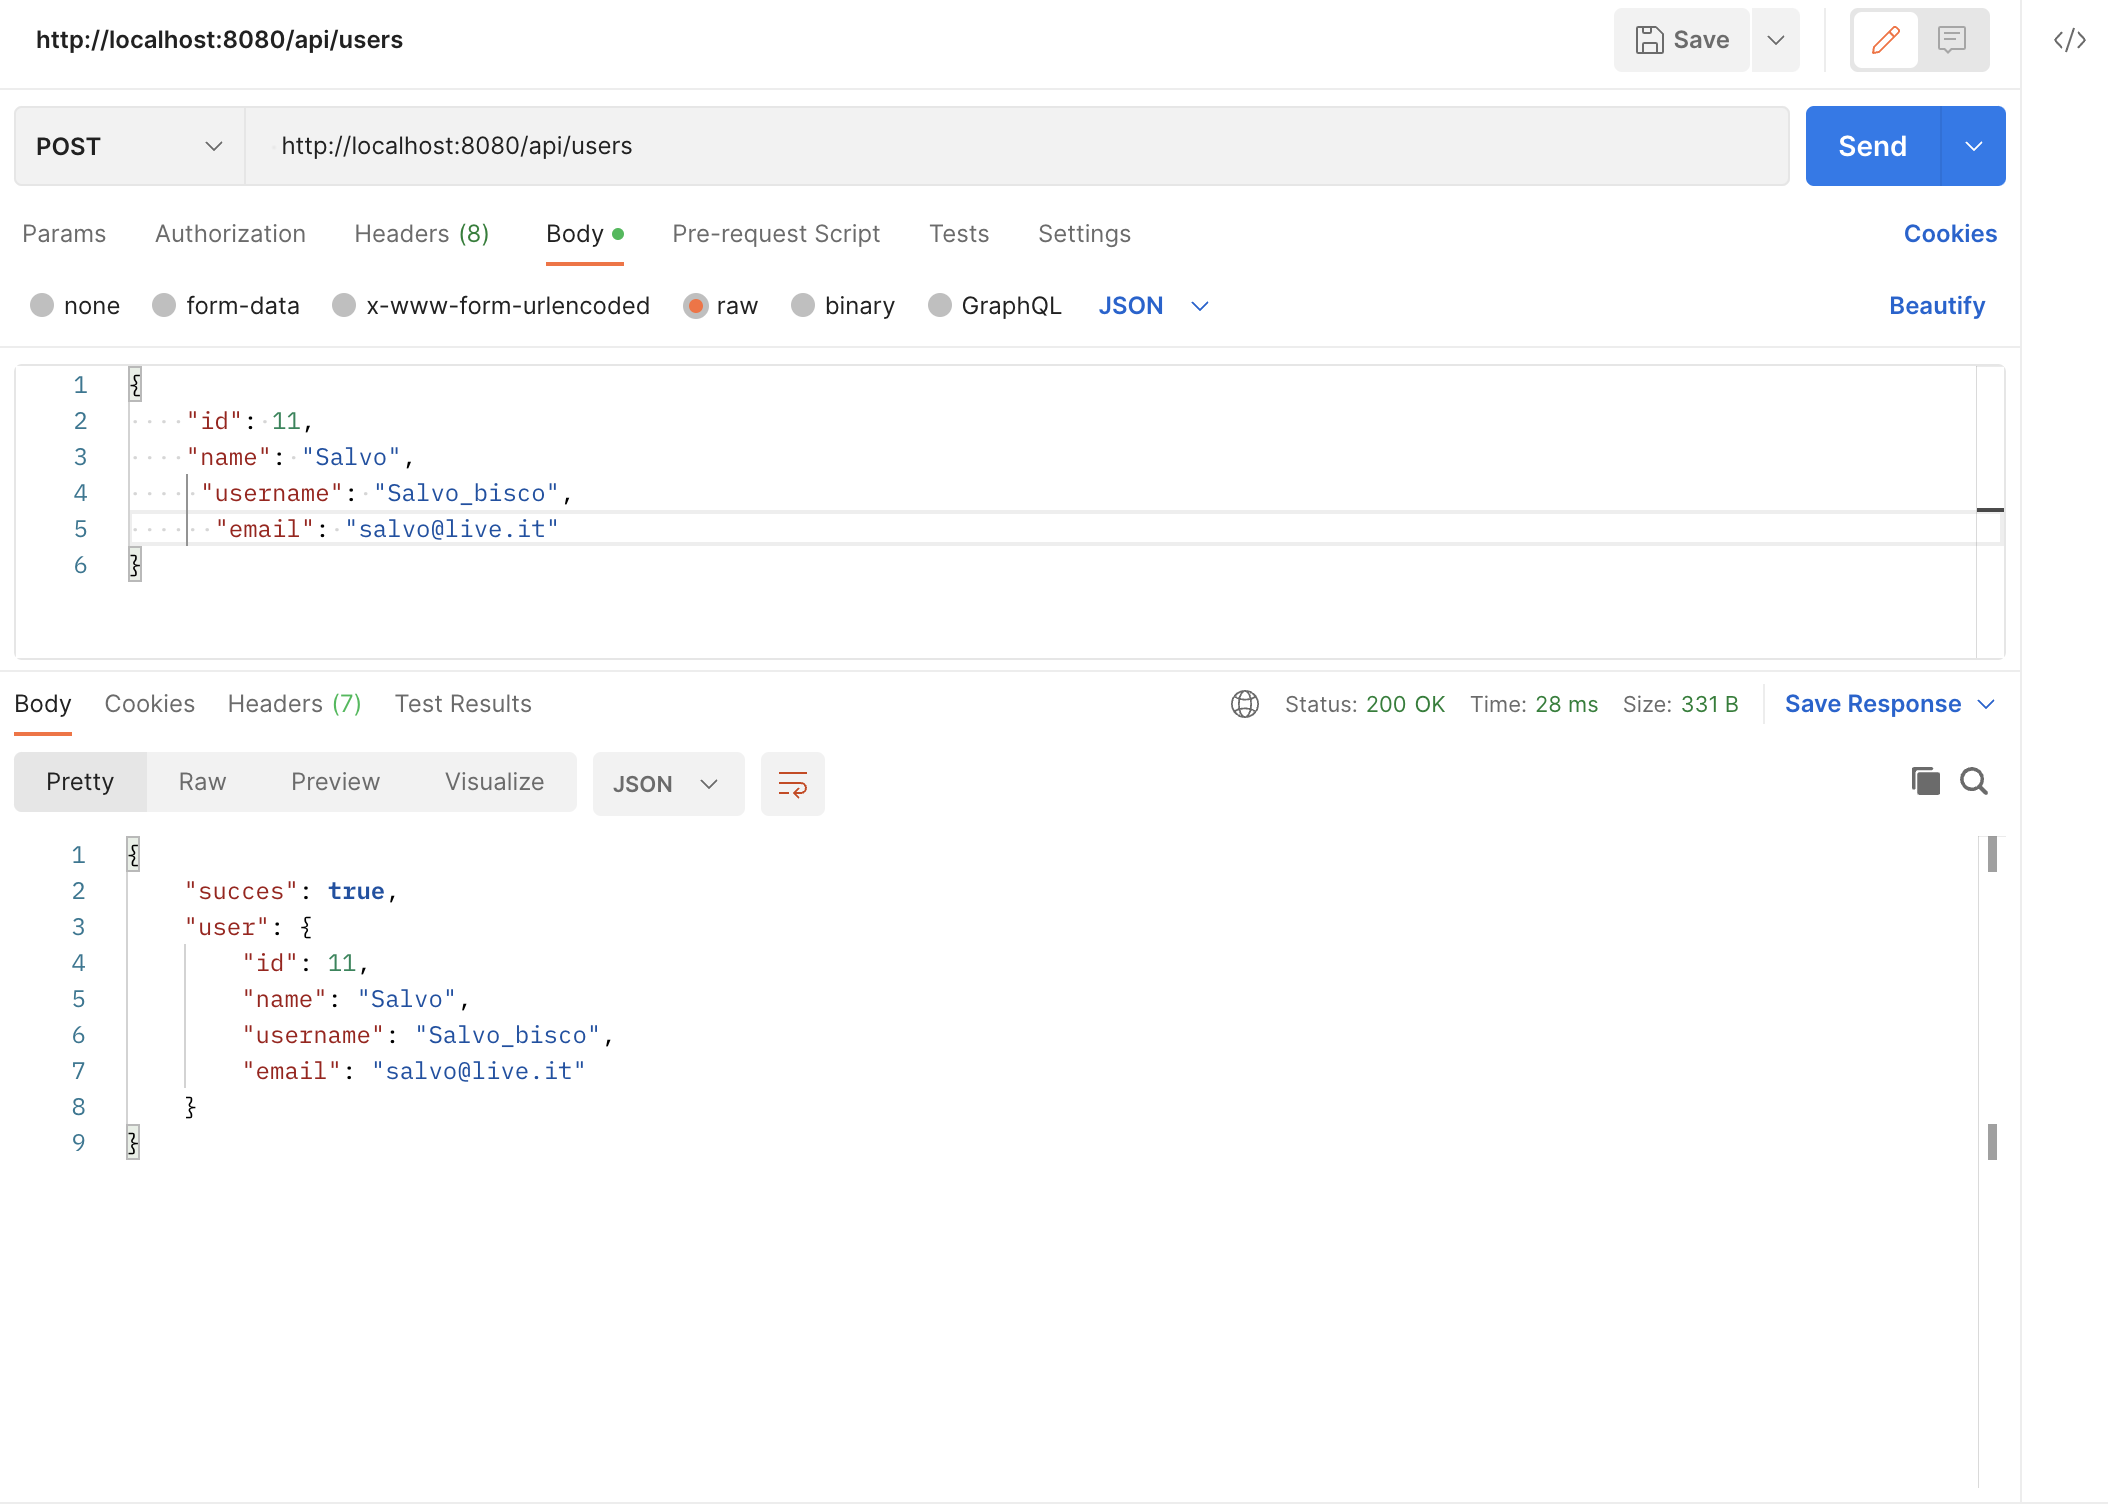 http://localhost:8080/api/users
Save
POST http://localhost:8080/api/users Send
Params Authorization Headers (8) Body Pre-request Script Tests Settings Cookies
none form-data x-www-form-urlencoded raw binary GraphQL JSON Beautify
1 {
2 "id": 11,
3 "name": "Salvo",
4 "username": "Salvo_bisco",
5 "email": "salvo@live.it"
6 }
Body Cookies Headers (7) Test Results Status: 200 OK Time: 28 ms Size: 331 B Save Response
Pretty Raw Preview Visualize JSON
1 {
2 "succes": true,
3 "user": {
4 "id": 11,
5 "name": "Salvo",
6 "username": "Salvo_bisco",
7 "email": "salvo@live.it"
8 }
9 }